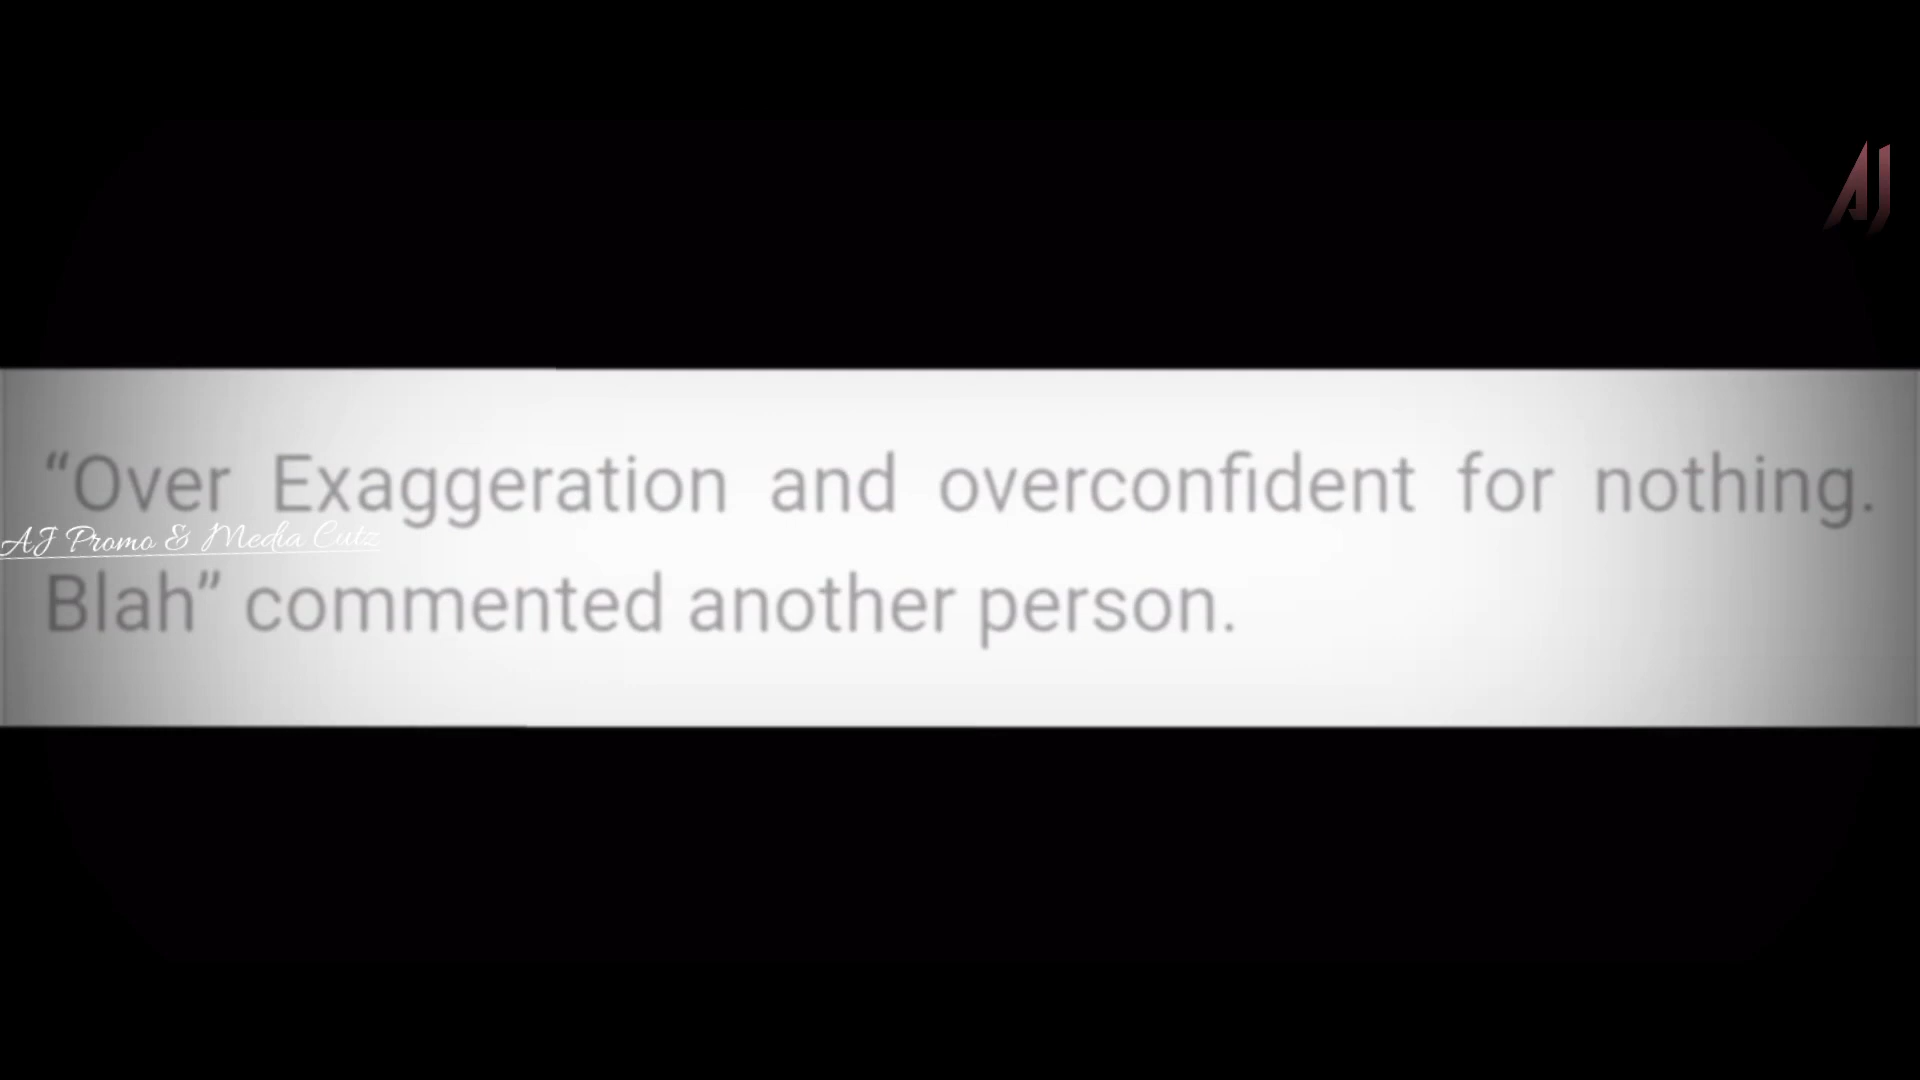 AJ
“Over Exaggeration and overconfident for nothing.
AJ Promo & Media Cutz
Blah” commented another person.